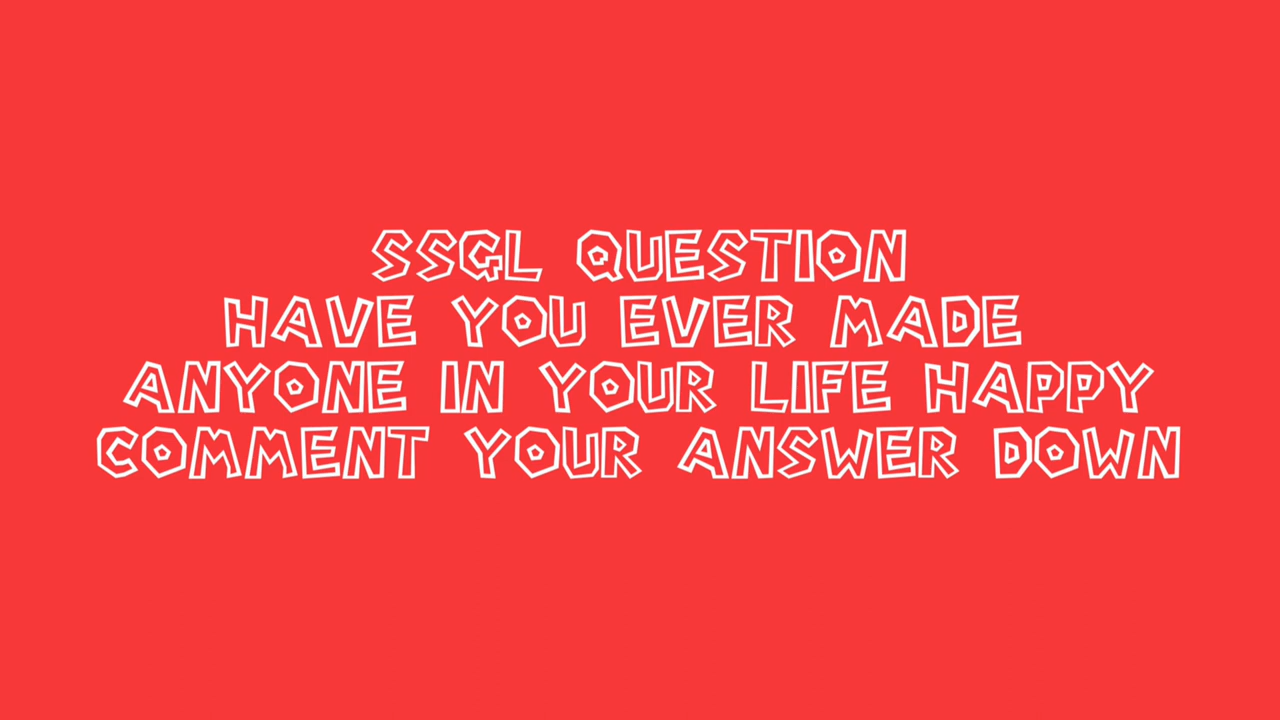 SSGL QUESTION
HAVE YOU EVER MADE
ANYONE IN YOUR LIFE HAPPY
COMMENT YOUR ANSWER DOWN